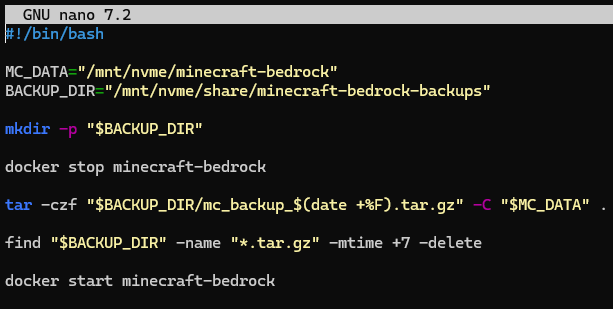 GNU nano 7.2
#!/bin/bash
MC_DATA="/mnt/nvme/minecraft-bedrock"
BACKUP_DIR="/mnt/nvme/share/minecraft-bedrock-backups"
mkdir -p "$BACKUP_DIR"
docker stop minecraft-bedrock
tar -czf "$BACKUP_DIR/mc_backup_$(date +%F).tar.gz" -C "$MC_DATA" .
find "$BACKUP_DIR" -name "*.tar.gz" -mtime +7 -delete
docker start minecraft-bedrock